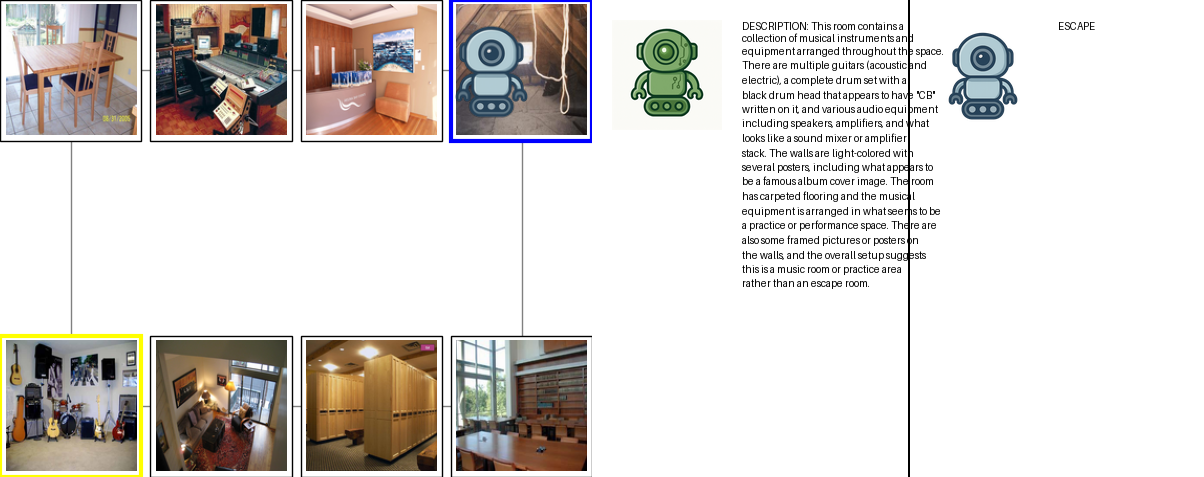 DESCRIPTION: This room contains a
collection of musical instruments and
equipment arranged throughout the space.
There are multiple guitars (acoustic and
electric), a complete drum set with a
black drum head that appears to have "CB"
written on it, and various audio equipment
including speakers, amplifiers, and what
looks like a sound mixer or amplifier
stack. The walls are light-colored with
several posters, including what appears to
be a famous album cover image. The room
has carpeted flooring and the musical
equipment is arranged in what seems to be
a practice or performance space. There are
also some framed pictures or posters on
the walls, and the overall setup suggests
this is a music room or practice area
rather than an escape room.
ESCAPE